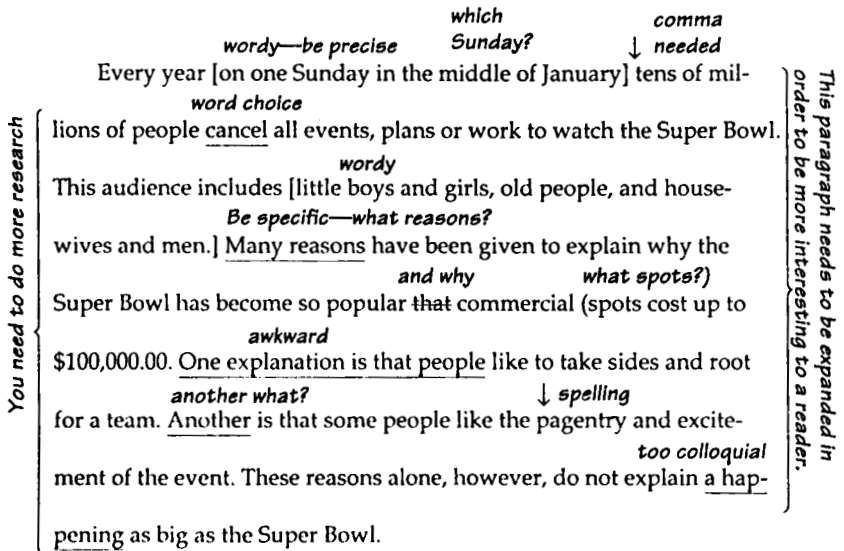 which comma
wordy—be precise Sunday? ↓ needed
Every year [on one Sunday in the middle of January] tens of mil-
word choice
lions of people cancel all events, plans or work to watch the Super Bowl.
wordy
This audience includes [little boys and girls, old people, and house-
Be specific—what reasons?
wives and men.] Many reasons have been given to explain why the
and why what spots?)
Super Bowl has become so popular that commercial (spots cost up to
awkward
$100,000.00. One explanation is that people like to take sides and root
another what? ↓ spelling
for a team. Another is that some people like the pagentry and excite-
too colloquial
ment of the event. These reasons alone, however, do not explain a hap-
pening as big as the Super Bowl.
You need to do more research
This paragraph needs to be expanded in
order to be more interesting to a reader.